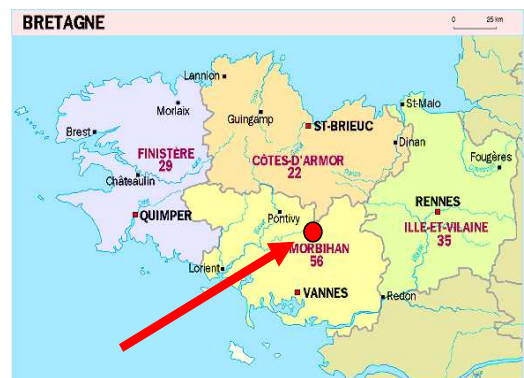 BRETAGNE
0 25 km
Lannion
Morlaix
Guingamp
St-Malo
Brest
ST-BRIEUC
Dinan
FINISTÈRE
29
CÔTES-D'ARMOR
22
Fougères
Châteaulin
RENNES
QUIMPER
Pontivy
ILLE-ET-VILAINE
35
MORBIHAN
56
Lorient
VANNES
Redon